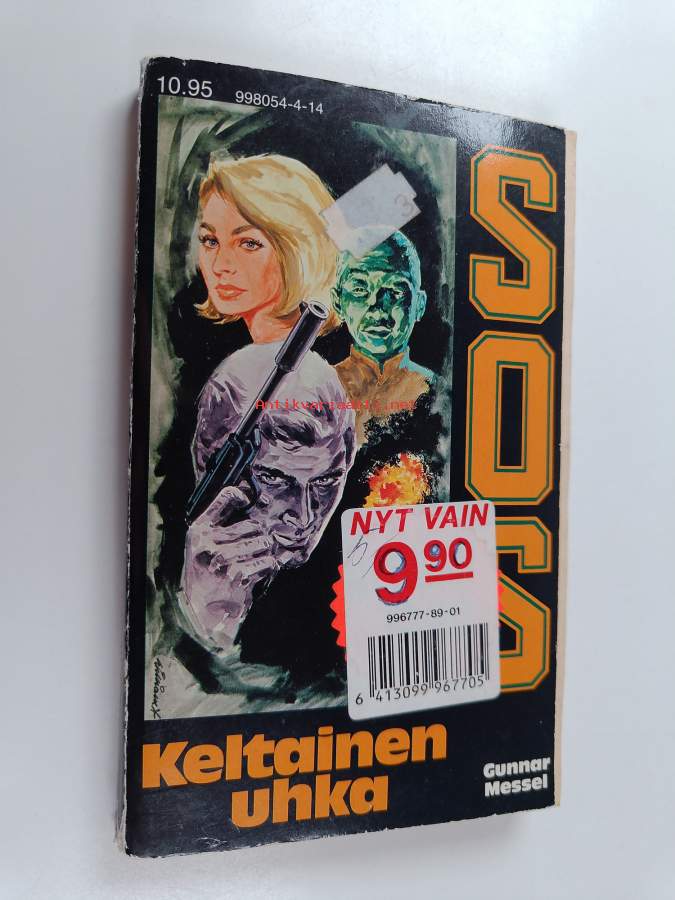 10.95 998054-4-14
SOS
Antikvariaatti.net
NYT VAIN
9 90
996777-89-01
6 413099 967705
Keltainen
uhka
Gunnar
Messel